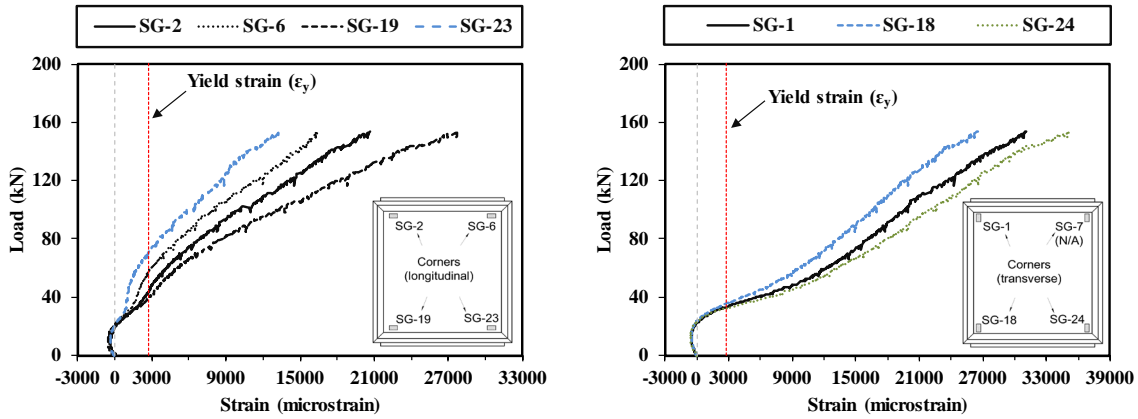 SG-2 SG-6 SG-19 SG-23
200
160
120
80
40
0
Load (kN)
Yield strain (εy)
SG-2 SG-6
Corners
(longitudinal)
SG-19 SG-23
-3000 0 3000 9000 15000 21000 27000 33000
Strain (microstrain)
SG-1 SG-18 SG-24
200
160
120
80
40
0
Load (kN)
Yield strain (εy)
SG-1 SG-7
(N/A)
Corners
(transverse)
SG-18 SG-24
-3000 0 3000 9000 15000 21000 27000 33000 39000
Strain (microstrain)